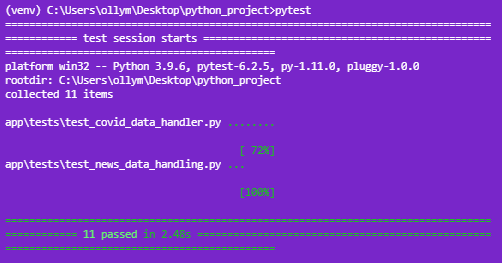 (venv) C:\Users\ollym\Desktop\python_project>pytest
================================================================================
============ test session starts ================================================
=============================================
platform win32 -- Python 3.9.6, pytest-6.2.5, py-1.11.0, pluggy-1.0.0
rootdir: C:\Users\ollym\Desktop\python_project
collected 11 items
app\tests\test_covid_data_handler.py ........
[ 72%]
app\tests\test_news_data_handling.py ...
[100%]
================================================================================
============ 11 passed in 2.48s =================================================
=============================================